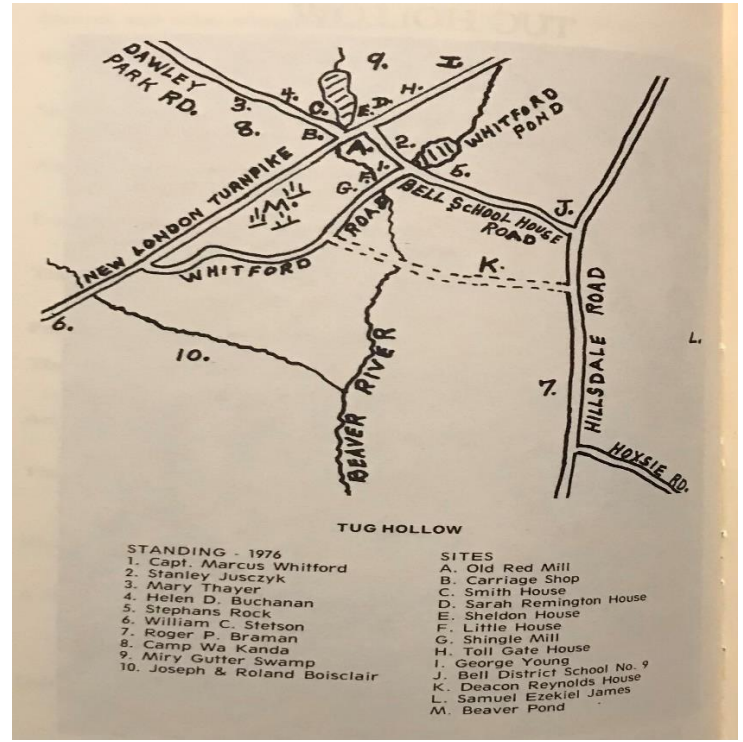 DAWLEY
PARK RD.
3.
4.
8.
C.
9.
E.
D.
H.
I.
B.
A.
1.
2.
WHITFORD
POND
5.
F.
G.
M.
NEW LONDON TURNPIKE
WHITFORD
ROAD
BELL SCHOOL HOUSE
ROAD
J.
K.
6.
10.
BEAVER RIVER
7.
HILLSDALE ROAD
L.
HOXSIE RD.
TUG HOLLOW
STANDING - 1976
1. Capt. Marcus Whitford
2. Stanley Jusczyk
3. Mary Thayer
4. Helen D. Buchanan
5. Stephans Rock
6. William C. Stetson
7. Roger P. Braman
8. Camp Wa Kanda
9. Miry Gutter Swamp
10. Joseph & Roland Boisclair
SITES
A. Old Red Mill
B. Carriage Shop
C. Smith House
D. Sarah Remington House
E. Sheldon House
F. Little House
G. Shingle Mill
H. Toll Gate House
I. George Young
J. Bell District School No. 9
K. Deacon Reynolds House
L. Samuel Ezekiel James
M. Beaver Pond